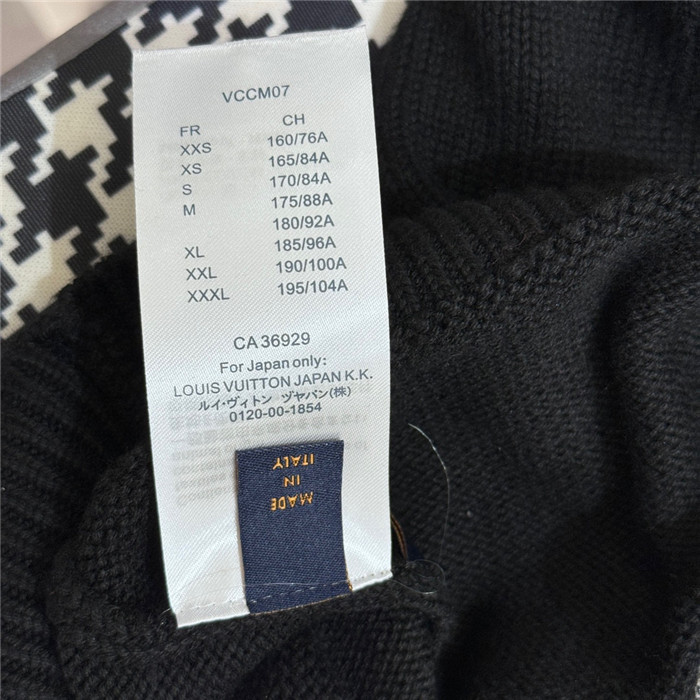 VCCM07
FR CH
XXS 160/76A
XS 165/84A
S 170/84A
M 175/88A
180/92A
XL 185/96A
XXL 190/100A
XXXL 195/104A
CA 36929
For Japan only:
LOUIS VUITTON JAPAN K.K.
ルイ・ヴィトン ヅャバン(株)
0120-00-1854
MADE
IN
ITALY